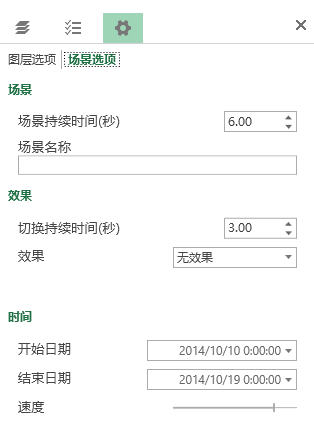 图层选项 场景选项
场景
场景持续时间(秒) 6.00
场景名称
效果
切换持续时间(秒) 3.00
效果 无效果
时间
开始日期 2014/10/10 0:00:00
结束日期 2014/10/19 0:00:00
速度